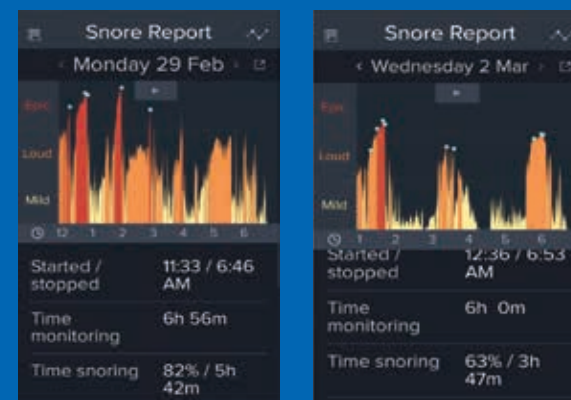 Snore Report
Monday 29 Feb
Epic
Loud
Mild
12 1 2 3 4 5 6
Started / stopped
11:33 / 6:46 AM
Time monitoring
6h 56m
Time snoring
82% / 5h 42m
Snore Report
Wednesday 2 Mar
Epic
Loud
Mild
1 2 3 4 5 6
Started / stopped
12:36 / 6:53 AM
Time monitoring
6h 0m
Time snoring
63% / 3h 47m